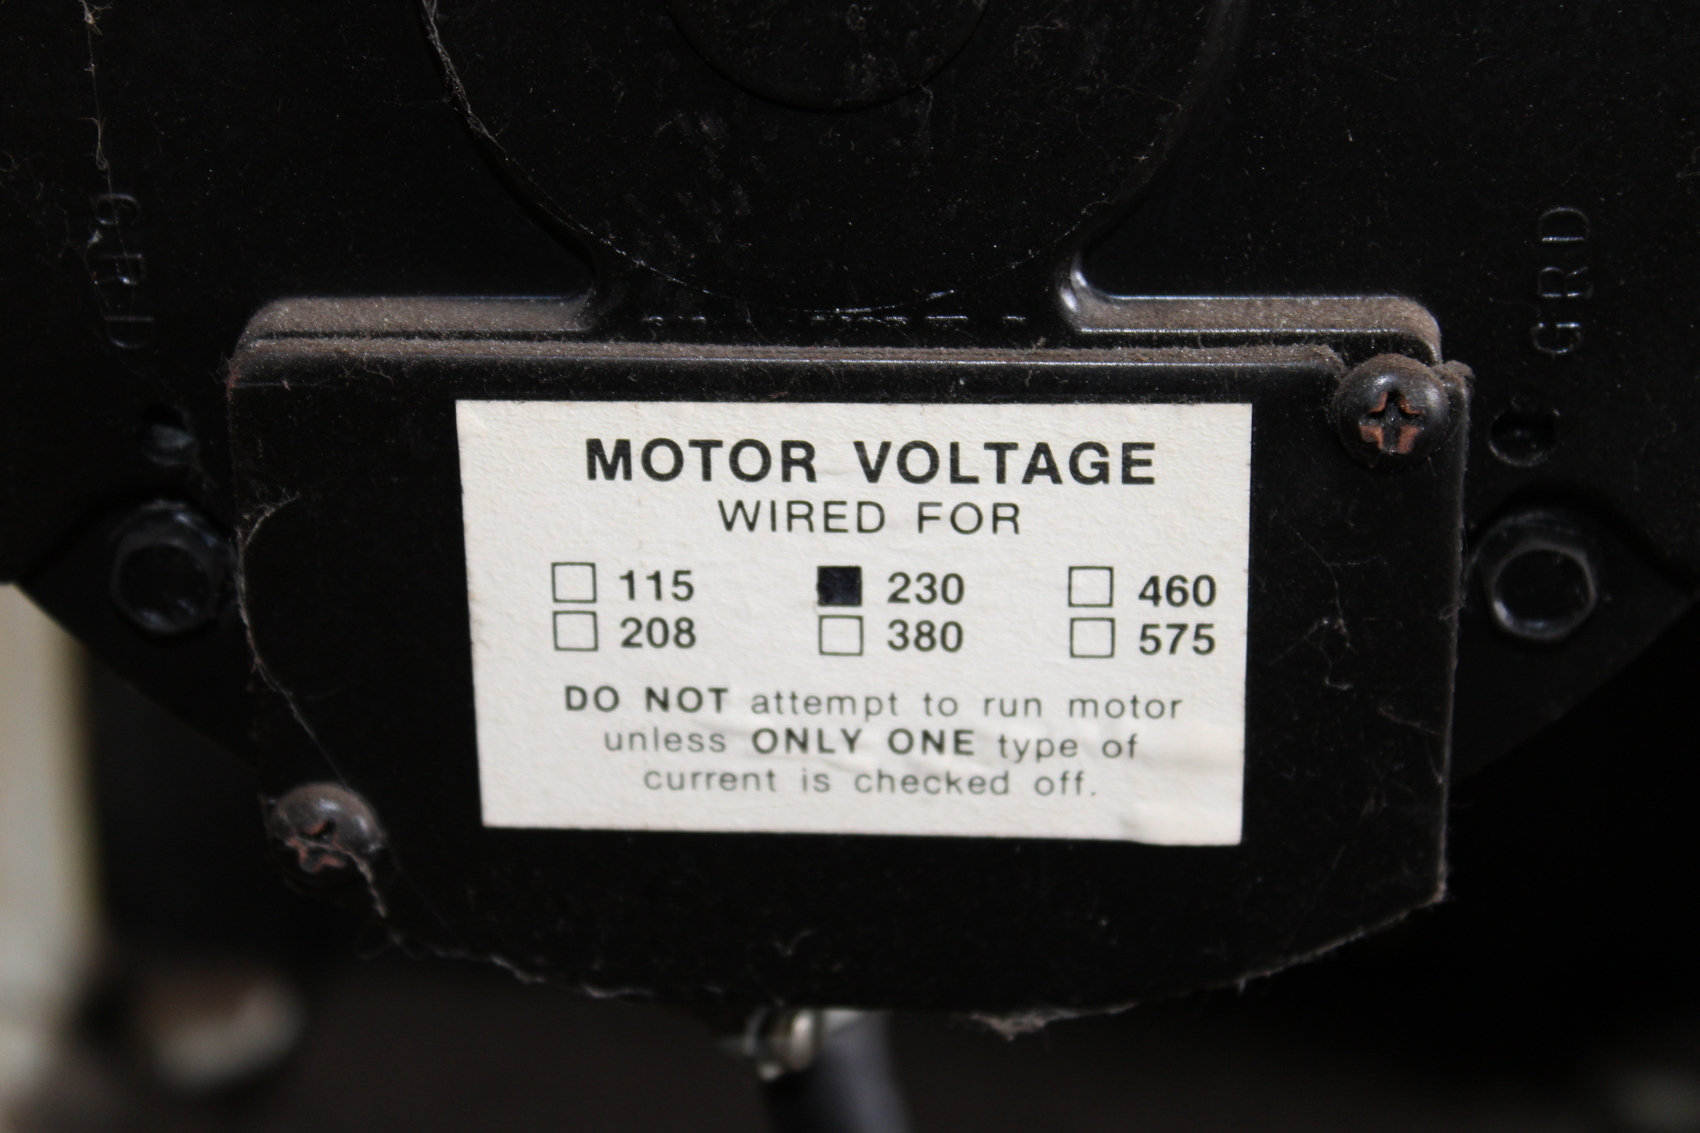 GRD
GRD
MOTOR VOLTAGE
WIRED FOR
☐ 115 ■ 230 ☐ 460
☐ 208 ☐ 380 ☐ 575
DO NOT attempt to run motor
unless ONLY ONE type of
current is checked off.